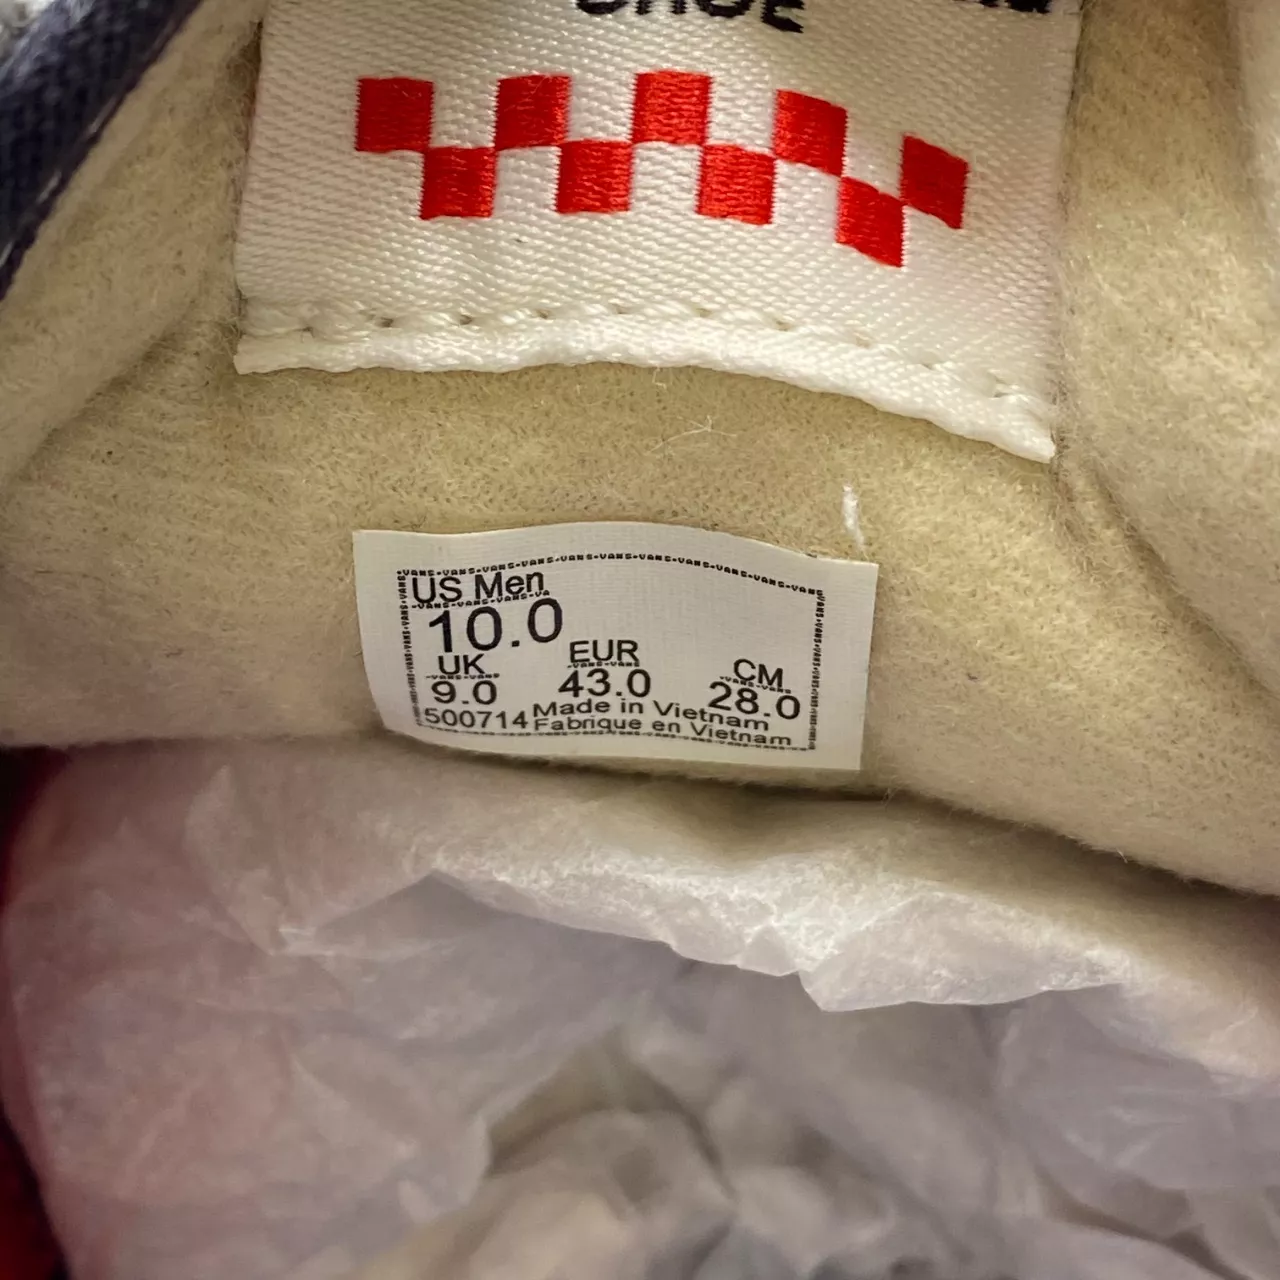 SHOE
US Men
10.0
UK EUR CM
9.0 43.0 28.0
500714 Made in Vietnam
Fabrique en Vietnam